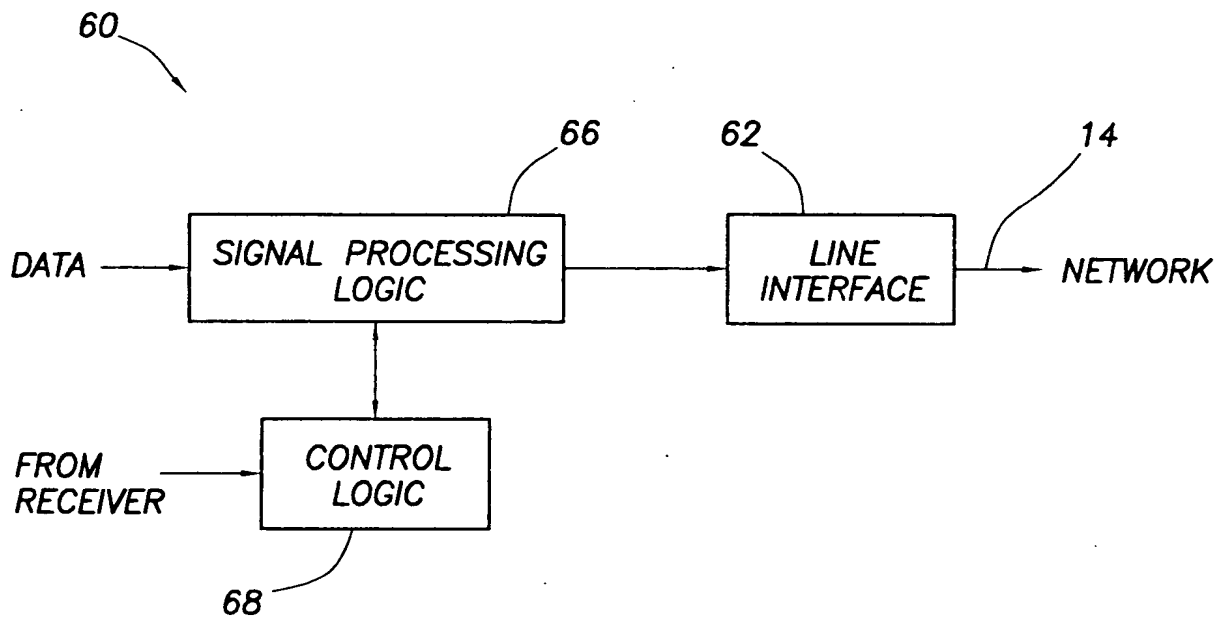 60
66
62
14
DATA
SIGNAL PROCESSING
LOGIC
LINE
INTERFACE
NETWORK
FROM
RECEIVER
CONTROL
LOGIC
68